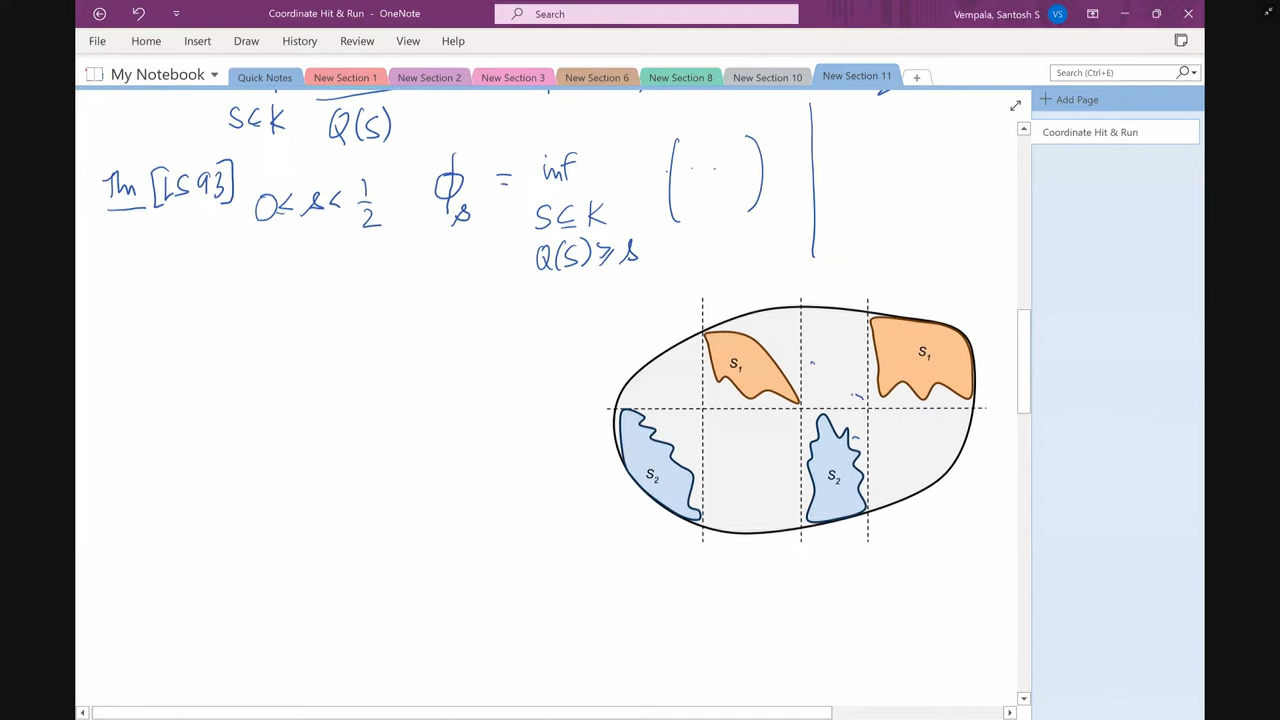 Coordinate Hit & Run - OneNote
Search
Vempala, Santosh S
VS
File Home Insert Draw History Review View Help
My Notebook
Quick Notes
New Section 1
New Section 2
New Section 3
New Section 6
New Section 8
New Section 10
New Section 11
Search (Ctrl+E)
Add Page
Coordinate Hit & Run
S⊆K Q(S)
Thm [LS93] 0< s < 1/2 ϕ_s = inf ( .. )
S ⊆ K
Q(S) ⩾ s
S₁
S₁
S₂
S₂